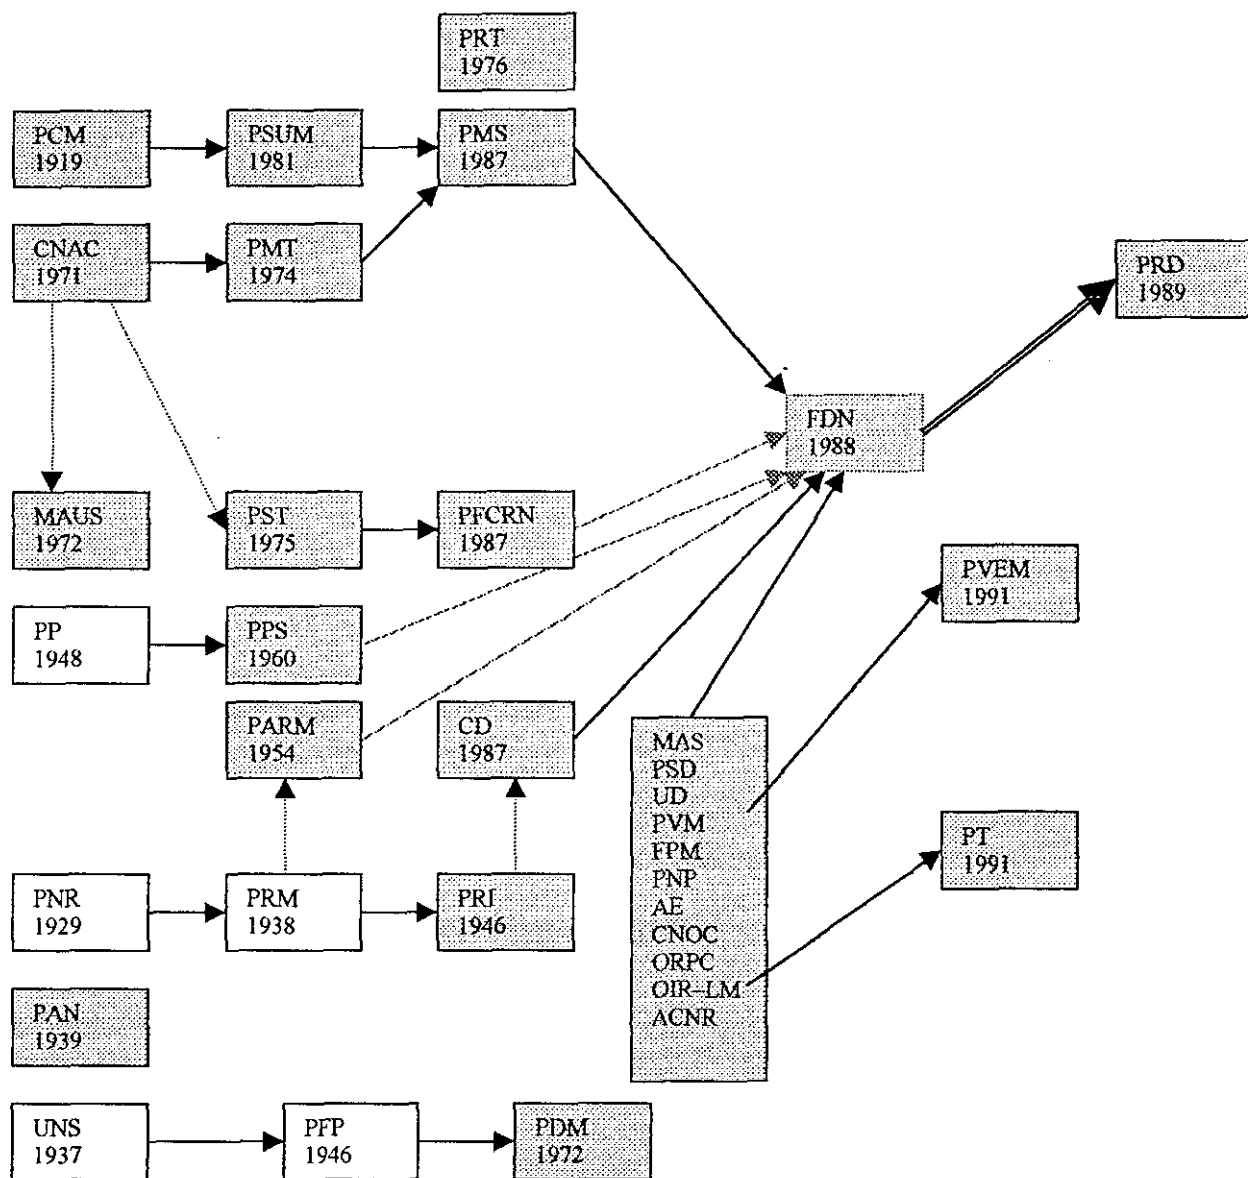 PRT
1976
PCM
1919
PSUM
1981
PMS
1987
CNAC
1971
PMT
1974
PRD
1989
FDN
1988
MAUS
1972
PST
1975
PFCRN
1987
PVEM
1991
PP
1948
PPS
1960
PARM
1954
CD
1987
MAS
PSD
UD
PVM
FPM
PNP
AE
CNOC
ORPC
OIR–LM
ACNR
PT
1991
PNR
1929
PRM
1938
PRI
1946
PAN
1939
UNS
1937
PFP
1946
PDM
1972